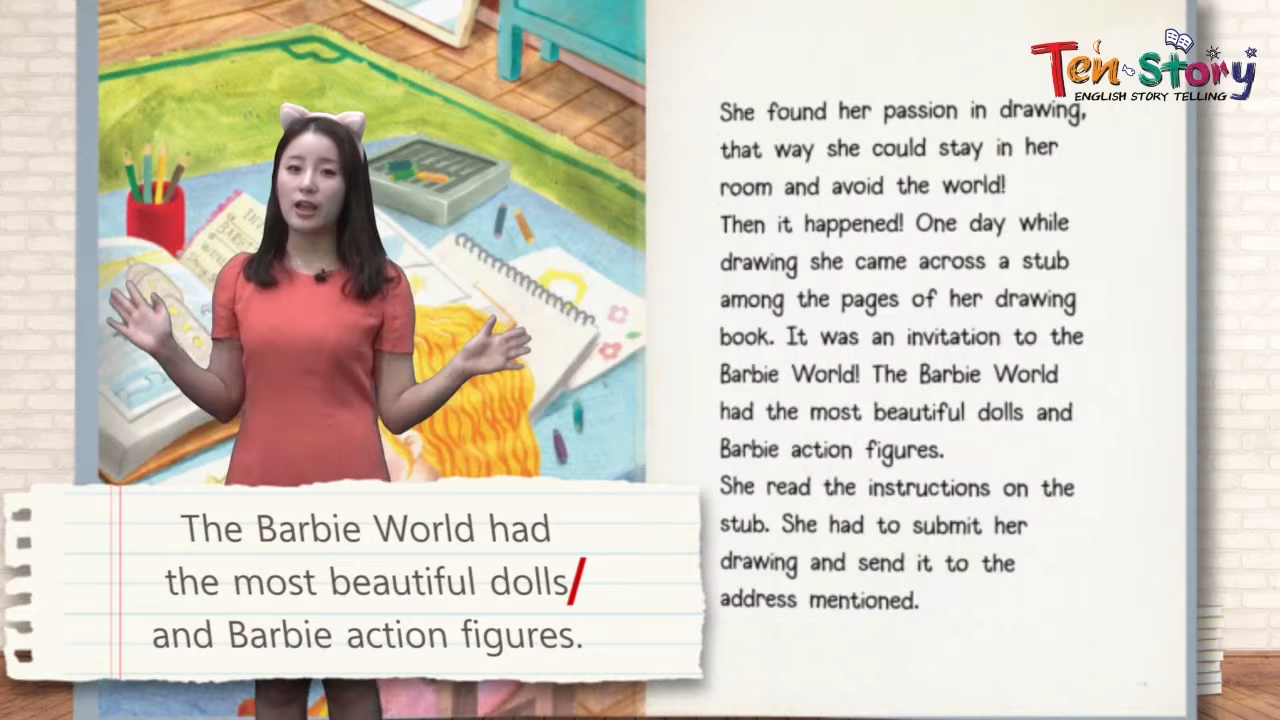 Ten Story
ENGLISH STORY TELLING
She found her passion in drawing,
that way she could stay in her
room and avoid the world!
Then it happened! One day while
drawing she came across a stub
among the pages of her drawing
book. It was an invitation to the
Barbie World! The Barbie World
had the most beautiful dolls and
Barbie action figures.
She read the instructions on the
stub. She had to submit her
drawing and send it to the
address mentioned.
The Barbie World had
the most beautiful dolls/
and Barbie action figures.